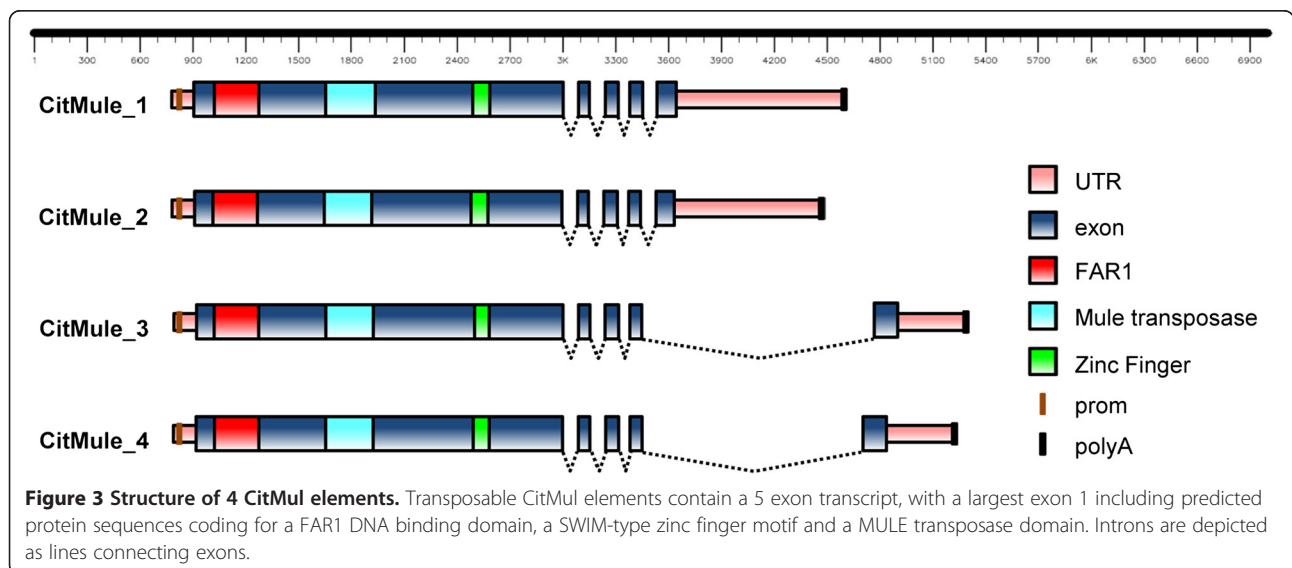 1 300 600 900 1200 1500 1800 2100 2400 2700 3K 3300 3600 3900 4200 4500 4800 5100 5400 5700 6K 6300 6600 6900
CitMule_1
CitMule_2
CitMule_3
CitMule_4
UTR
exon
FAR1
Mule transposase
Zinc Finger
prom
polyA
Figure 3 Structure of 4 CitMul elements. Transposable CitMul elements contain a 5 exon transcript, with a largest exon 1 including predicted
protein sequences coding for a FAR1 DNA binding domain, a SWIM-type zinc finger motif and a MULE transposase domain. Introns are depicted
as lines connecting exons.